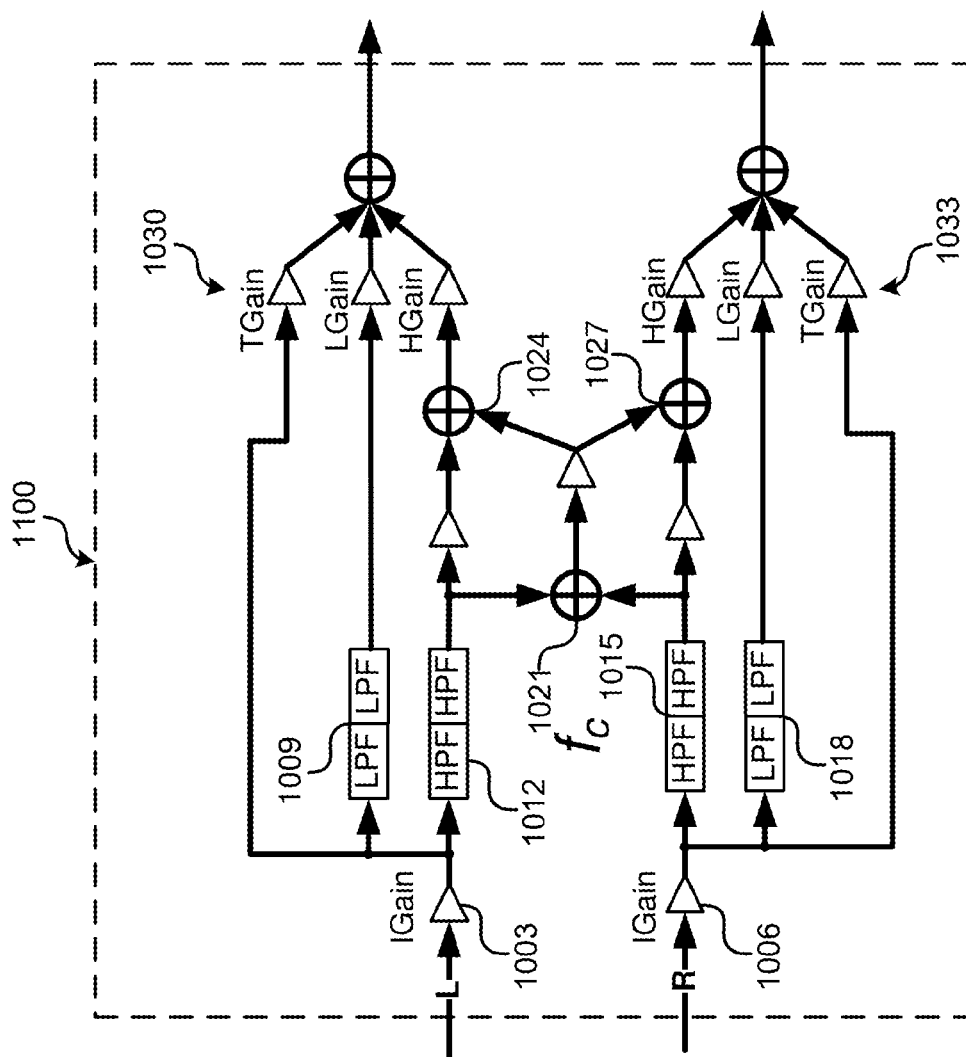 1100
1030
TGain
LGain
HGain
1024
1009
LPF LPF
HPF HPF
1012
IGain
1003
L
1021
fc
1027
HGain
LGain
TGain
1033
1015
HPF HPF
LPF LPF
1018
IGain
1006
R